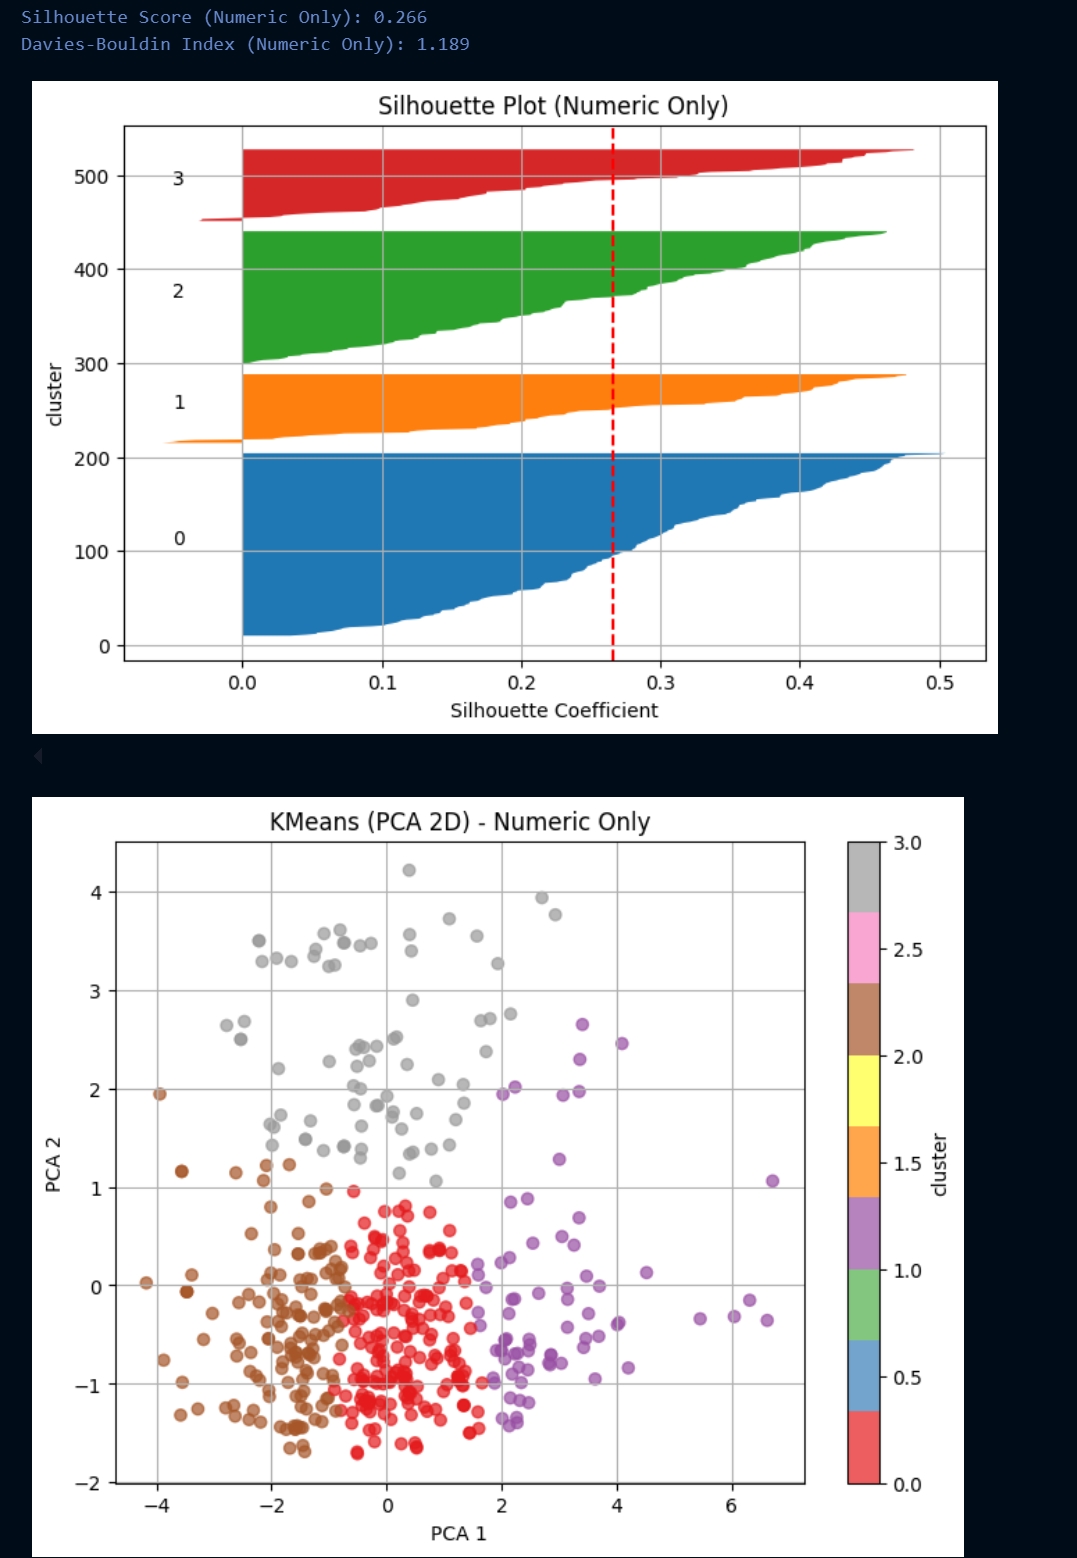 Silhouette Score (Numeric Only): 0.266
Davies-Bouldin Index (Numeric Only): 1.189
Silhouette Plot (Numeric Only)
500
400
300
200
100
0
cluster
3
2
1
0
0.0 0.1 0.2 0.3 0.4 0.5
Silhouette Coefficient
KMeans (PCA 2D) - Numeric Only
4
3
2
1
0
−1
−2
PCA 2
−4 −2 0 2 4 6
PCA 1
3.0
2.5
2.0
1.5
1.0
0.5
0.0
cluster